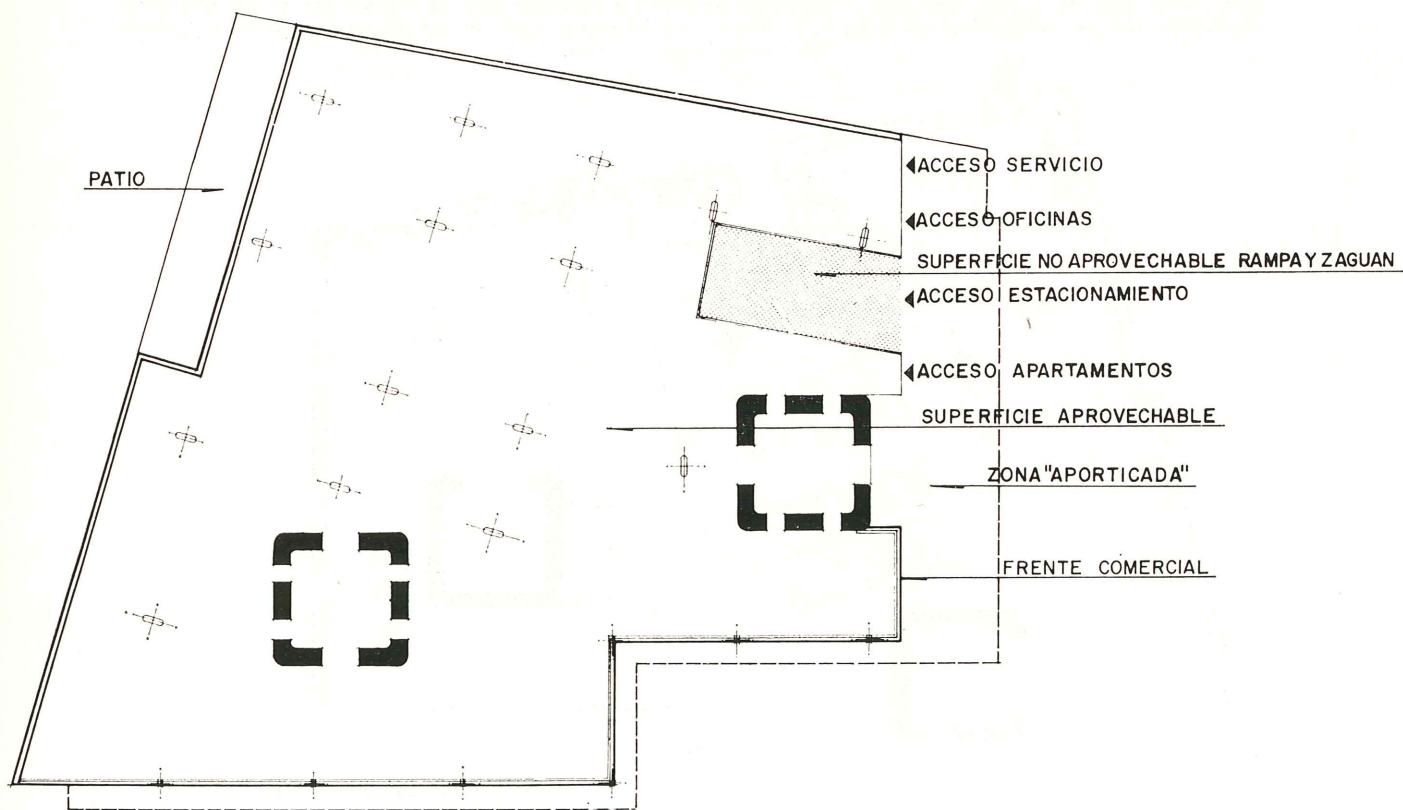 PATIO
ACCESO SERVICIO
ACCESO OFICINAS
SUPERFICIE NO APROVECHABLE RAMPA Y ZAGUAN
ACCESO ESTACIONAMIENTO
ACCESO APARTAMENTOS
SUPERFICIE APROVECHABLE
ZONA "APORTICADA"
FRENTE COMERCIAL